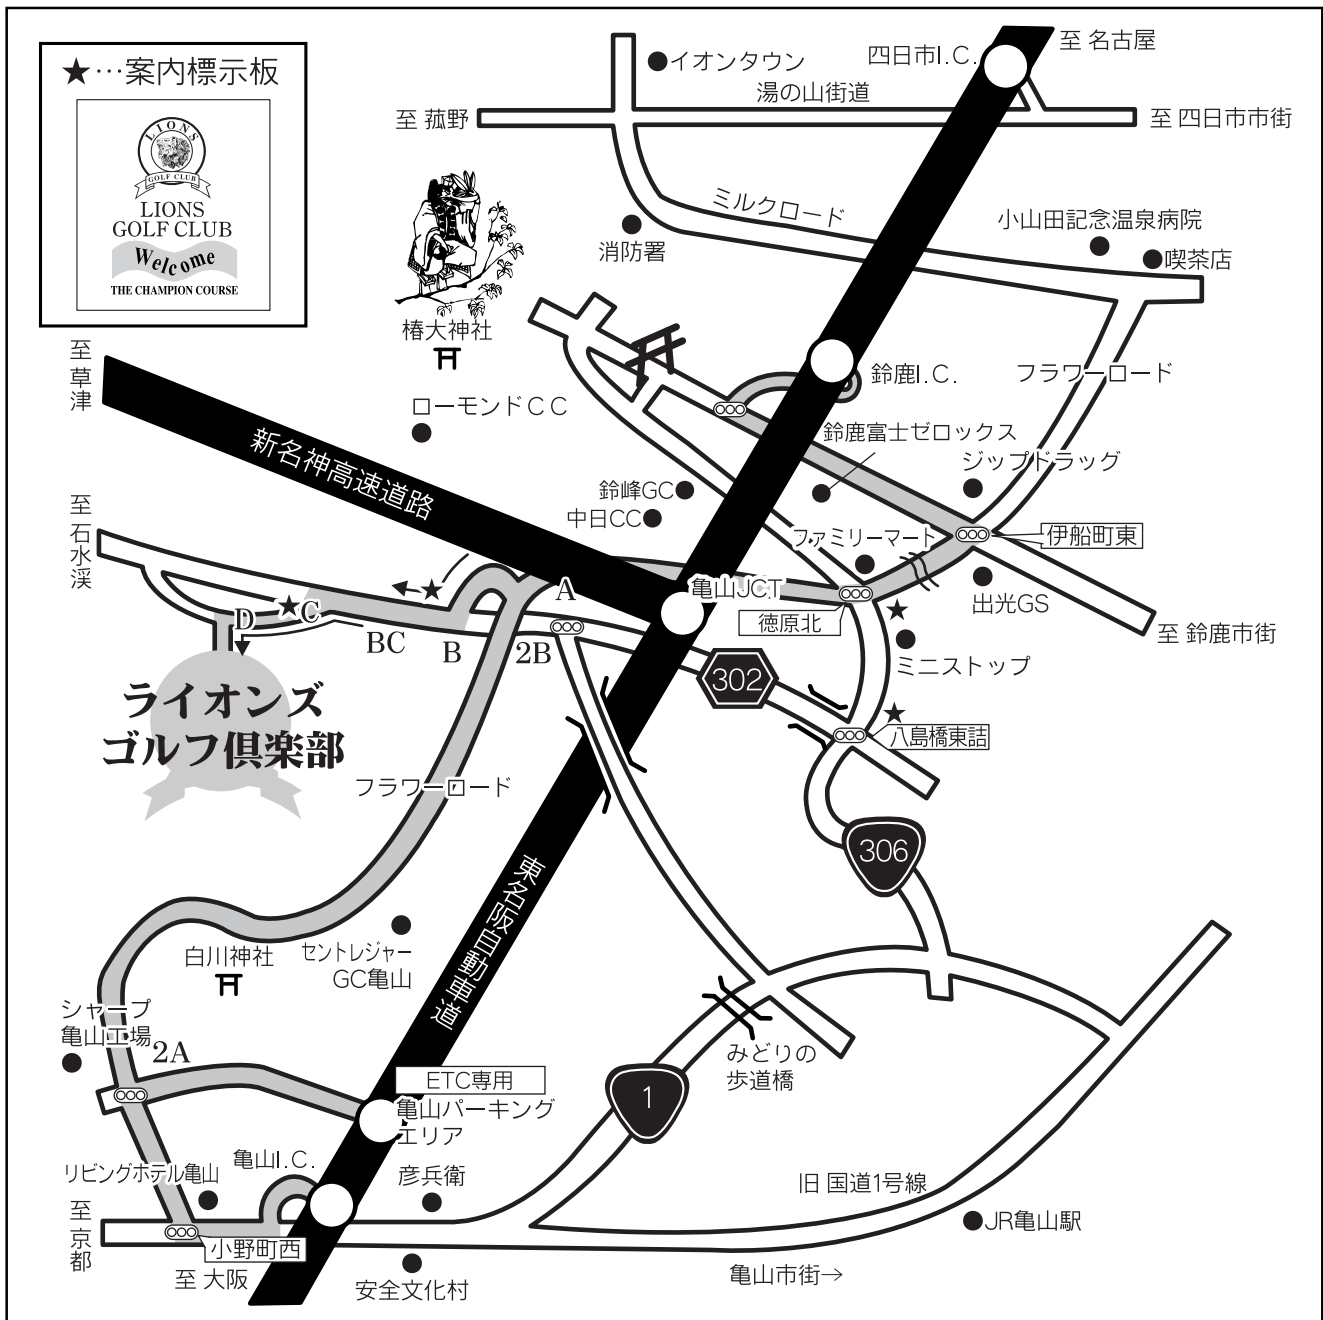 ★…案内標示板
LIONS
GOLF CLUB
LIONS
GOLF CLUB
Welcome
THE CHAMPION COURSE
至 名古屋
四日市I.C.
イオンタウン
湯の山街道
至 菰野
至 四日市市街
ミルクロード
小山田記念温泉病院
消防署
喫茶店
椿大神社
至 草津
鈴鹿I.C.
フラワーロード
ローモンドCC
鈴鹿富士ゼロックス
新名神高速道路
ジップドラッグ
鈴峰GC
中日CC
至 石水渓
ファミリーマート
伊船町東
A
亀山JCT
出光GS
★
★
C
D
徳原北
★
至 鈴鹿市街
BC
B
2B
ミニストップ
302
ライオンズ
ゴルフ倶楽部
★
八島橋東詰
フラワーロード
306
東名阪自動車道
白川神社
セントレジャー
GC亀山
シャープ
亀山工場
2A
みどりの
歩道橋
ETC専用
亀山パーキング
エリア
1
リビングホテル亀山
亀山I.C.
彦兵衛
旧 国道1号線
至 京都
小野町西
JR亀山駅
至 大阪
安全文化村
亀山市街→